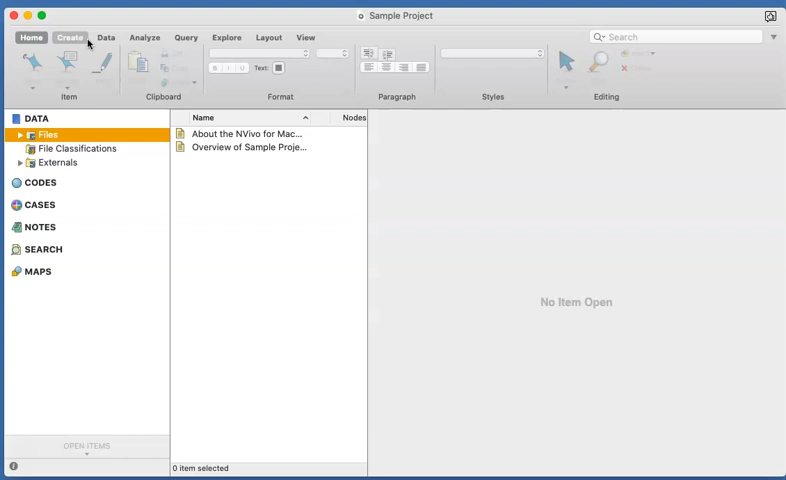 Sample Project
Home Create Data Analyze Query Explore Layout View
Search
B I U Text:
Item Clipboard Format Paragraph Styles Editing
DATA
Files
File Classifications
Externals
CODES
CASES
NOTES
SEARCH
MAPS
OPEN ITEMS
Name Nodes
About the NVivo for Mac...
Overview of Sample Proje...
0 item selected
No Item Open